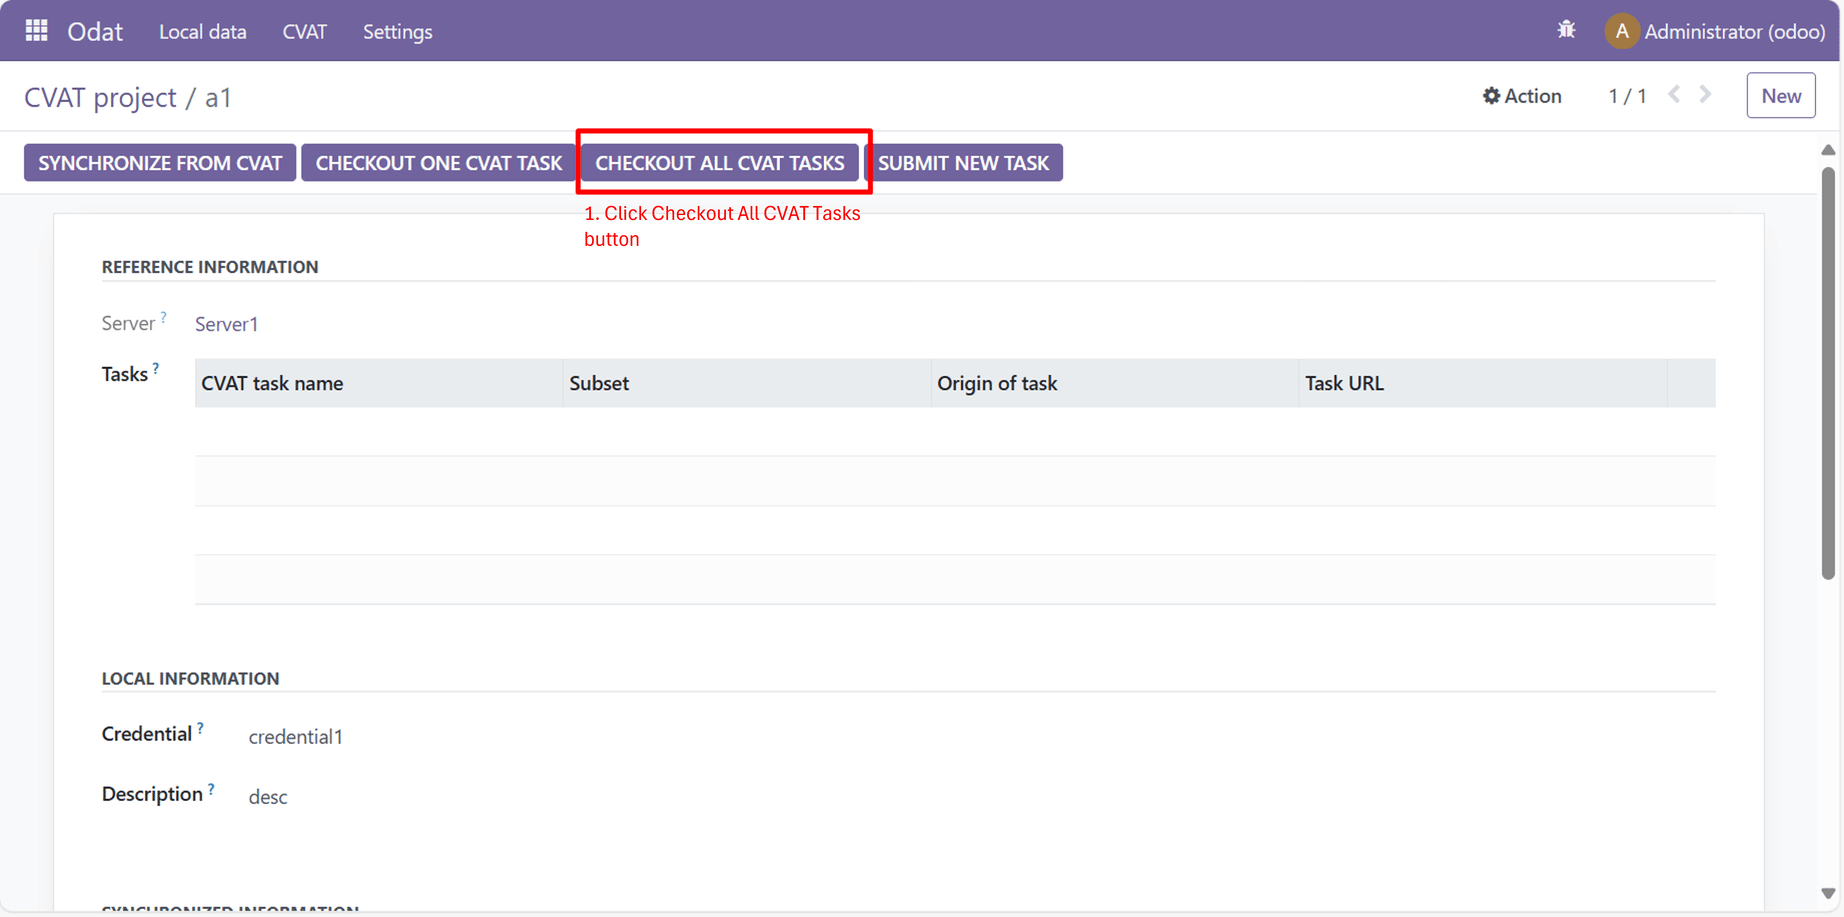 Odat Local data CVAT Settings A Administrator (odoo)
CVAT project / a1 Action 1 / 1 New
SYNCHRONIZE FROM CVAT CHECKOUT ONE CVAT TASK CHECKOUT ALL CVAT TASKS SUBMIT NEW TASK
1. Click Checkout All CVAT Tasks
button
REFERENCE INFORMATION
Server ? Server1
Tasks ? CVAT task name Subset Origin of task Task URL
LOCAL INFORMATION
Credential ? credential1
Description ? desc
SYNCHRONIZED INFORMATION